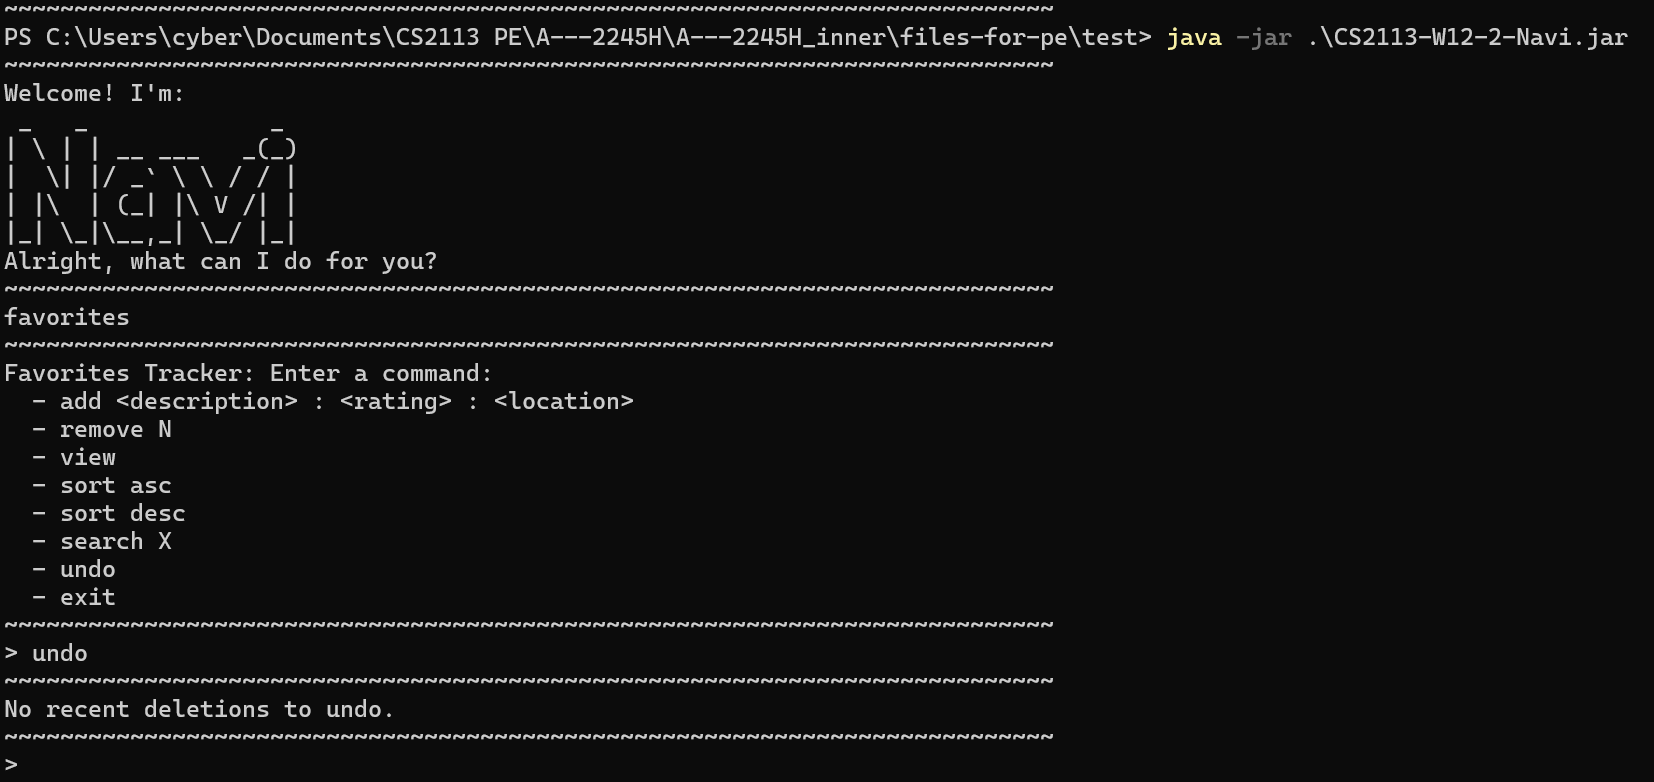 ~~~~~~~~~~~~~~~~~~~~~~~~~~~~~~~~~~~~~~~~~~~~~~~~~~~~~~~~~~~~~~~~~~~~~~~~~~~
PS C:\Users\cyber\Documents\CS2113 PE\A---2245H\A---2245H_inner\files-for-pe\test> java -jar .\CS2113-W12-2-Navi.jar
~~~~~~~~~~~~~~~~~~~~~~~~~~~~~~~~~~~~~~~~~~~~~~~~~~~~~~~~~~~~~~~~~~~~~~~~~~~
Welcome! I'm:
 _   _             _
| \ | | __ ___   _(_)
|  \| |/ _` \ \ / / |
| |\  | (_| |\ V /| |
|_| \_|\__,_| \_/ |_|
Alright, what can I do for you?
~~~~~~~~~~~~~~~~~~~~~~~~~~~~~~~~~~~~~~~~~~~~~~~~~~~~~~~~~~~~~~~~~~~~~~~~~~~
favorites
~~~~~~~~~~~~~~~~~~~~~~~~~~~~~~~~~~~~~~~~~~~~~~~~~~~~~~~~~~~~~~~~~~~~~~~~~~~
Favorites Tracker: Enter a command:
  - add <description> : <rating> : <location>
  - remove N
  - view
  - sort asc
  - sort desc
  - search X
  - undo
  - exit
~~~~~~~~~~~~~~~~~~~~~~~~~~~~~~~~~~~~~~~~~~~~~~~~~~~~~~~~~~~~~~~~~~~~~~~~~~~
> undo
~~~~~~~~~~~~~~~~~~~~~~~~~~~~~~~~~~~~~~~~~~~~~~~~~~~~~~~~~~~~~~~~~~~~~~~~~~~
No recent deletions to undo.
~~~~~~~~~~~~~~~~~~~~~~~~~~~~~~~~~~~~~~~~~~~~~~~~~~~~~~~~~~~~~~~~~~~~~~~~~~~
>